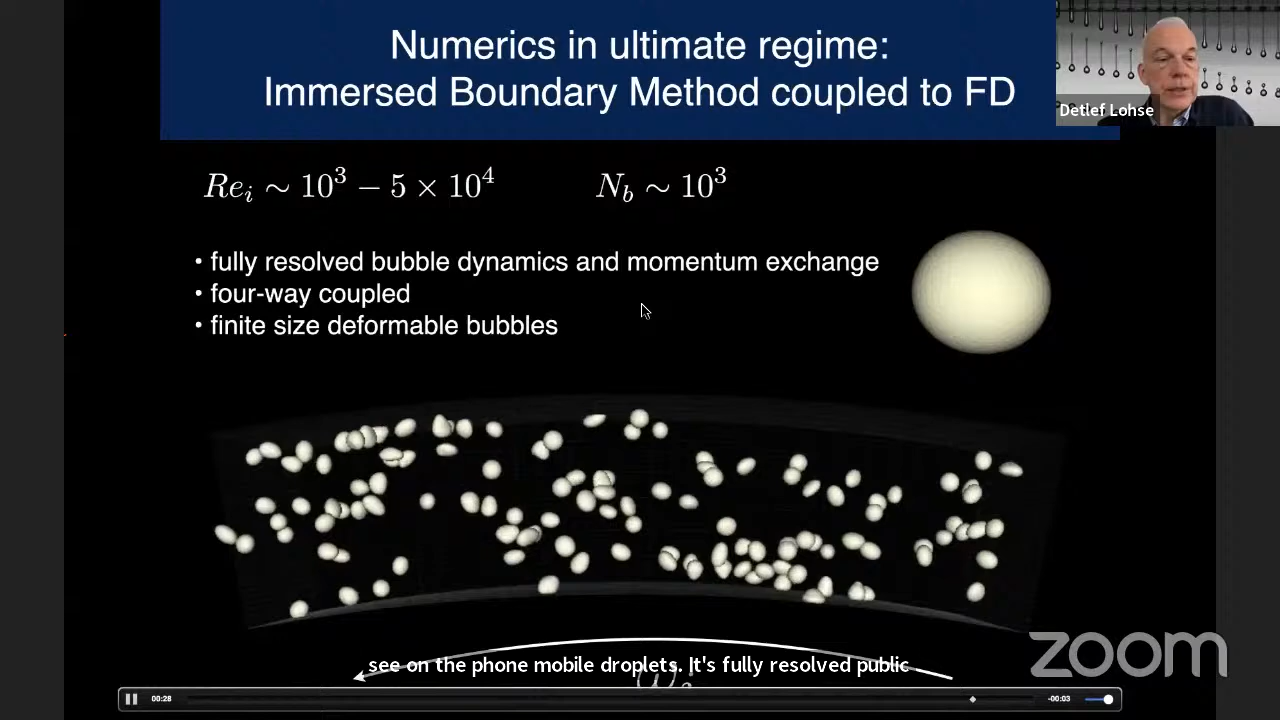 Numerics in ultimate regime:
Immersed Boundary Method coupled to FD
Detlef Lohse
Re_i ∼ 10^3 − 5 × 10^4
N_b ∼ 10^3
• fully resolved bubble dynamics and momentum exchange
• four-way coupled
• finite size deformable bubbles
see on the phone mobile droplets. It's fully resolved public
ω_i
zoom
00:28
-00:03